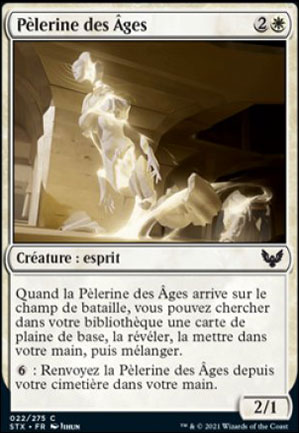 Pèlerine des Âges 2
Créature : esprit
Quand la Pèlerine des Âges arrive sur le
champ de bataille, vous pouvez chercher
dans votre bibliothèque une carte de
plaine de base, la révéler, la mettre dans
votre main, puis mélanger.
6 : Renvoyez la Pèlerine des Âges depuis
votre cimetière dans votre main.
2/1
022/275 C
STX • FR
™ & © 2021 Wizards of the Coast